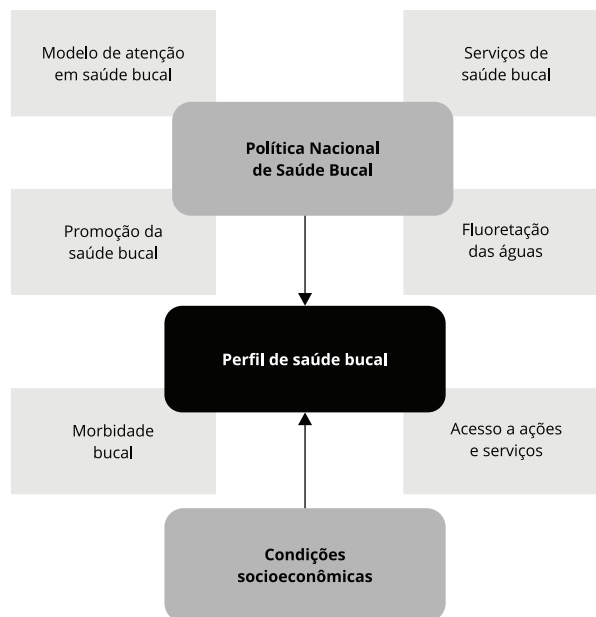 Modelo de atenção
em saúde bucal
Serviços de
saúde bucal
Política Nacional
de Saúde Bucal
Promoção da
saúde bucal
Fluoretação
das águas
Perfil de saúde bucal
Morbidade
bucal
Acesso a ações
e serviços
Condições
socioeconômicas